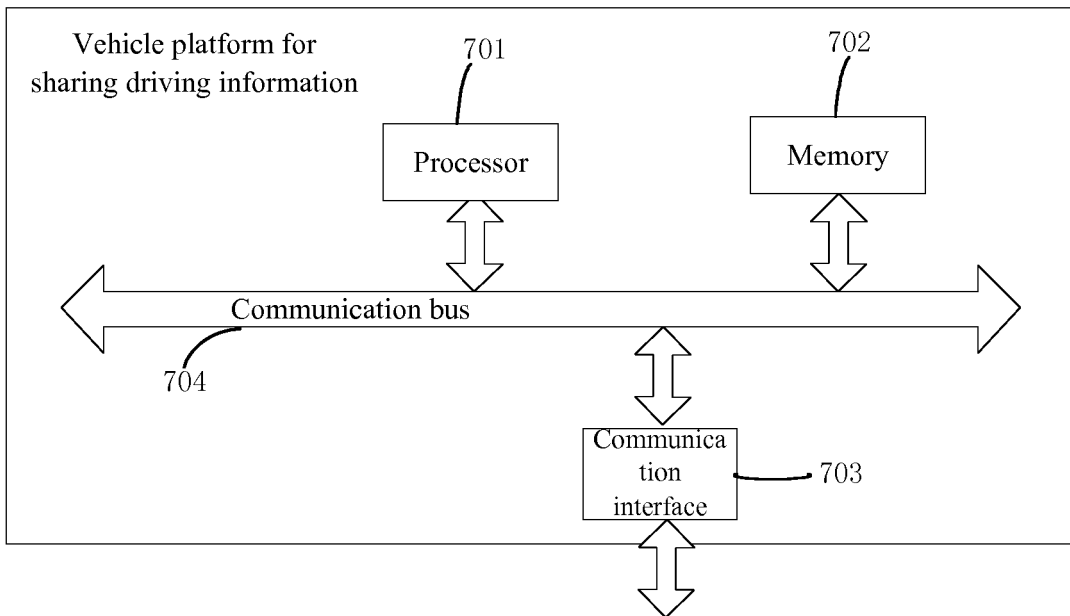 Vehicle platform for
sharing driving information
701
702
Processor
Memory
Communication bus
704
Communica
tion
interface
703